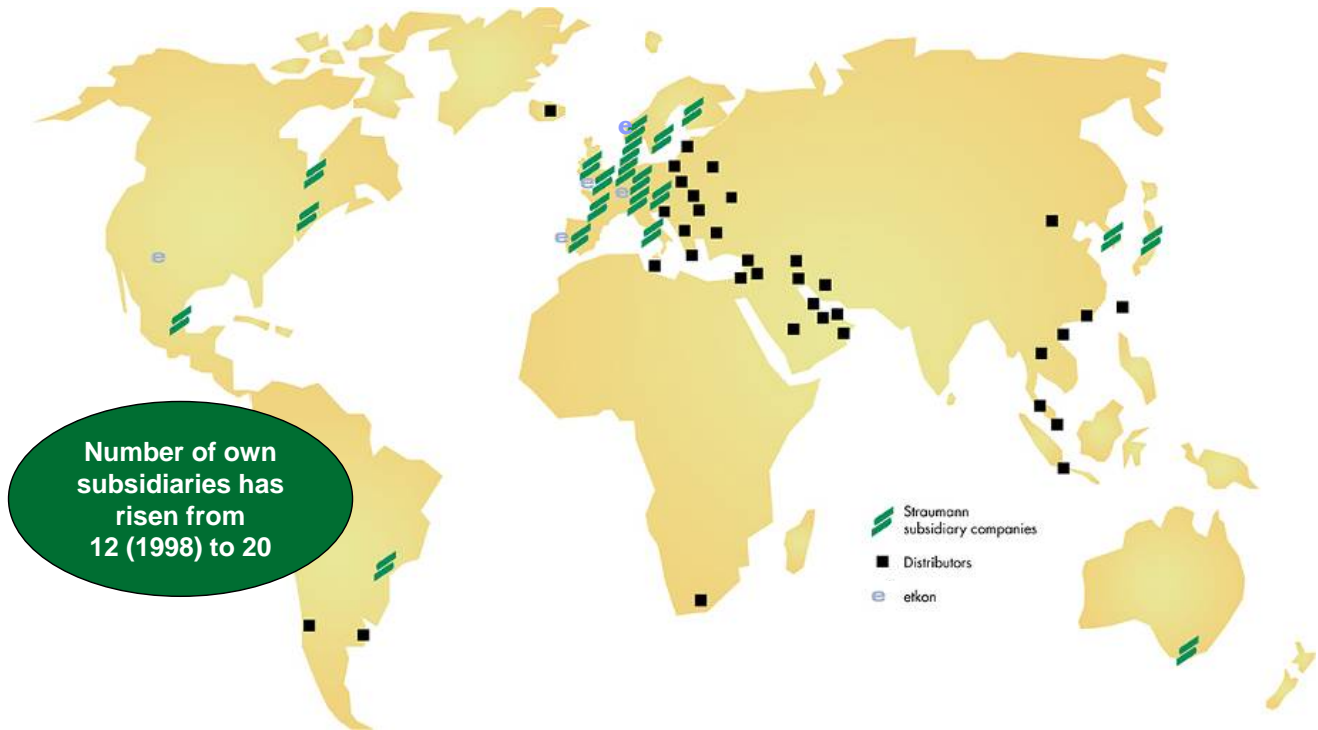 Number of own
subsidiaries has
risen from
12 (1998) to 20
Straumann
subsidiary companies
Distributors
etkon